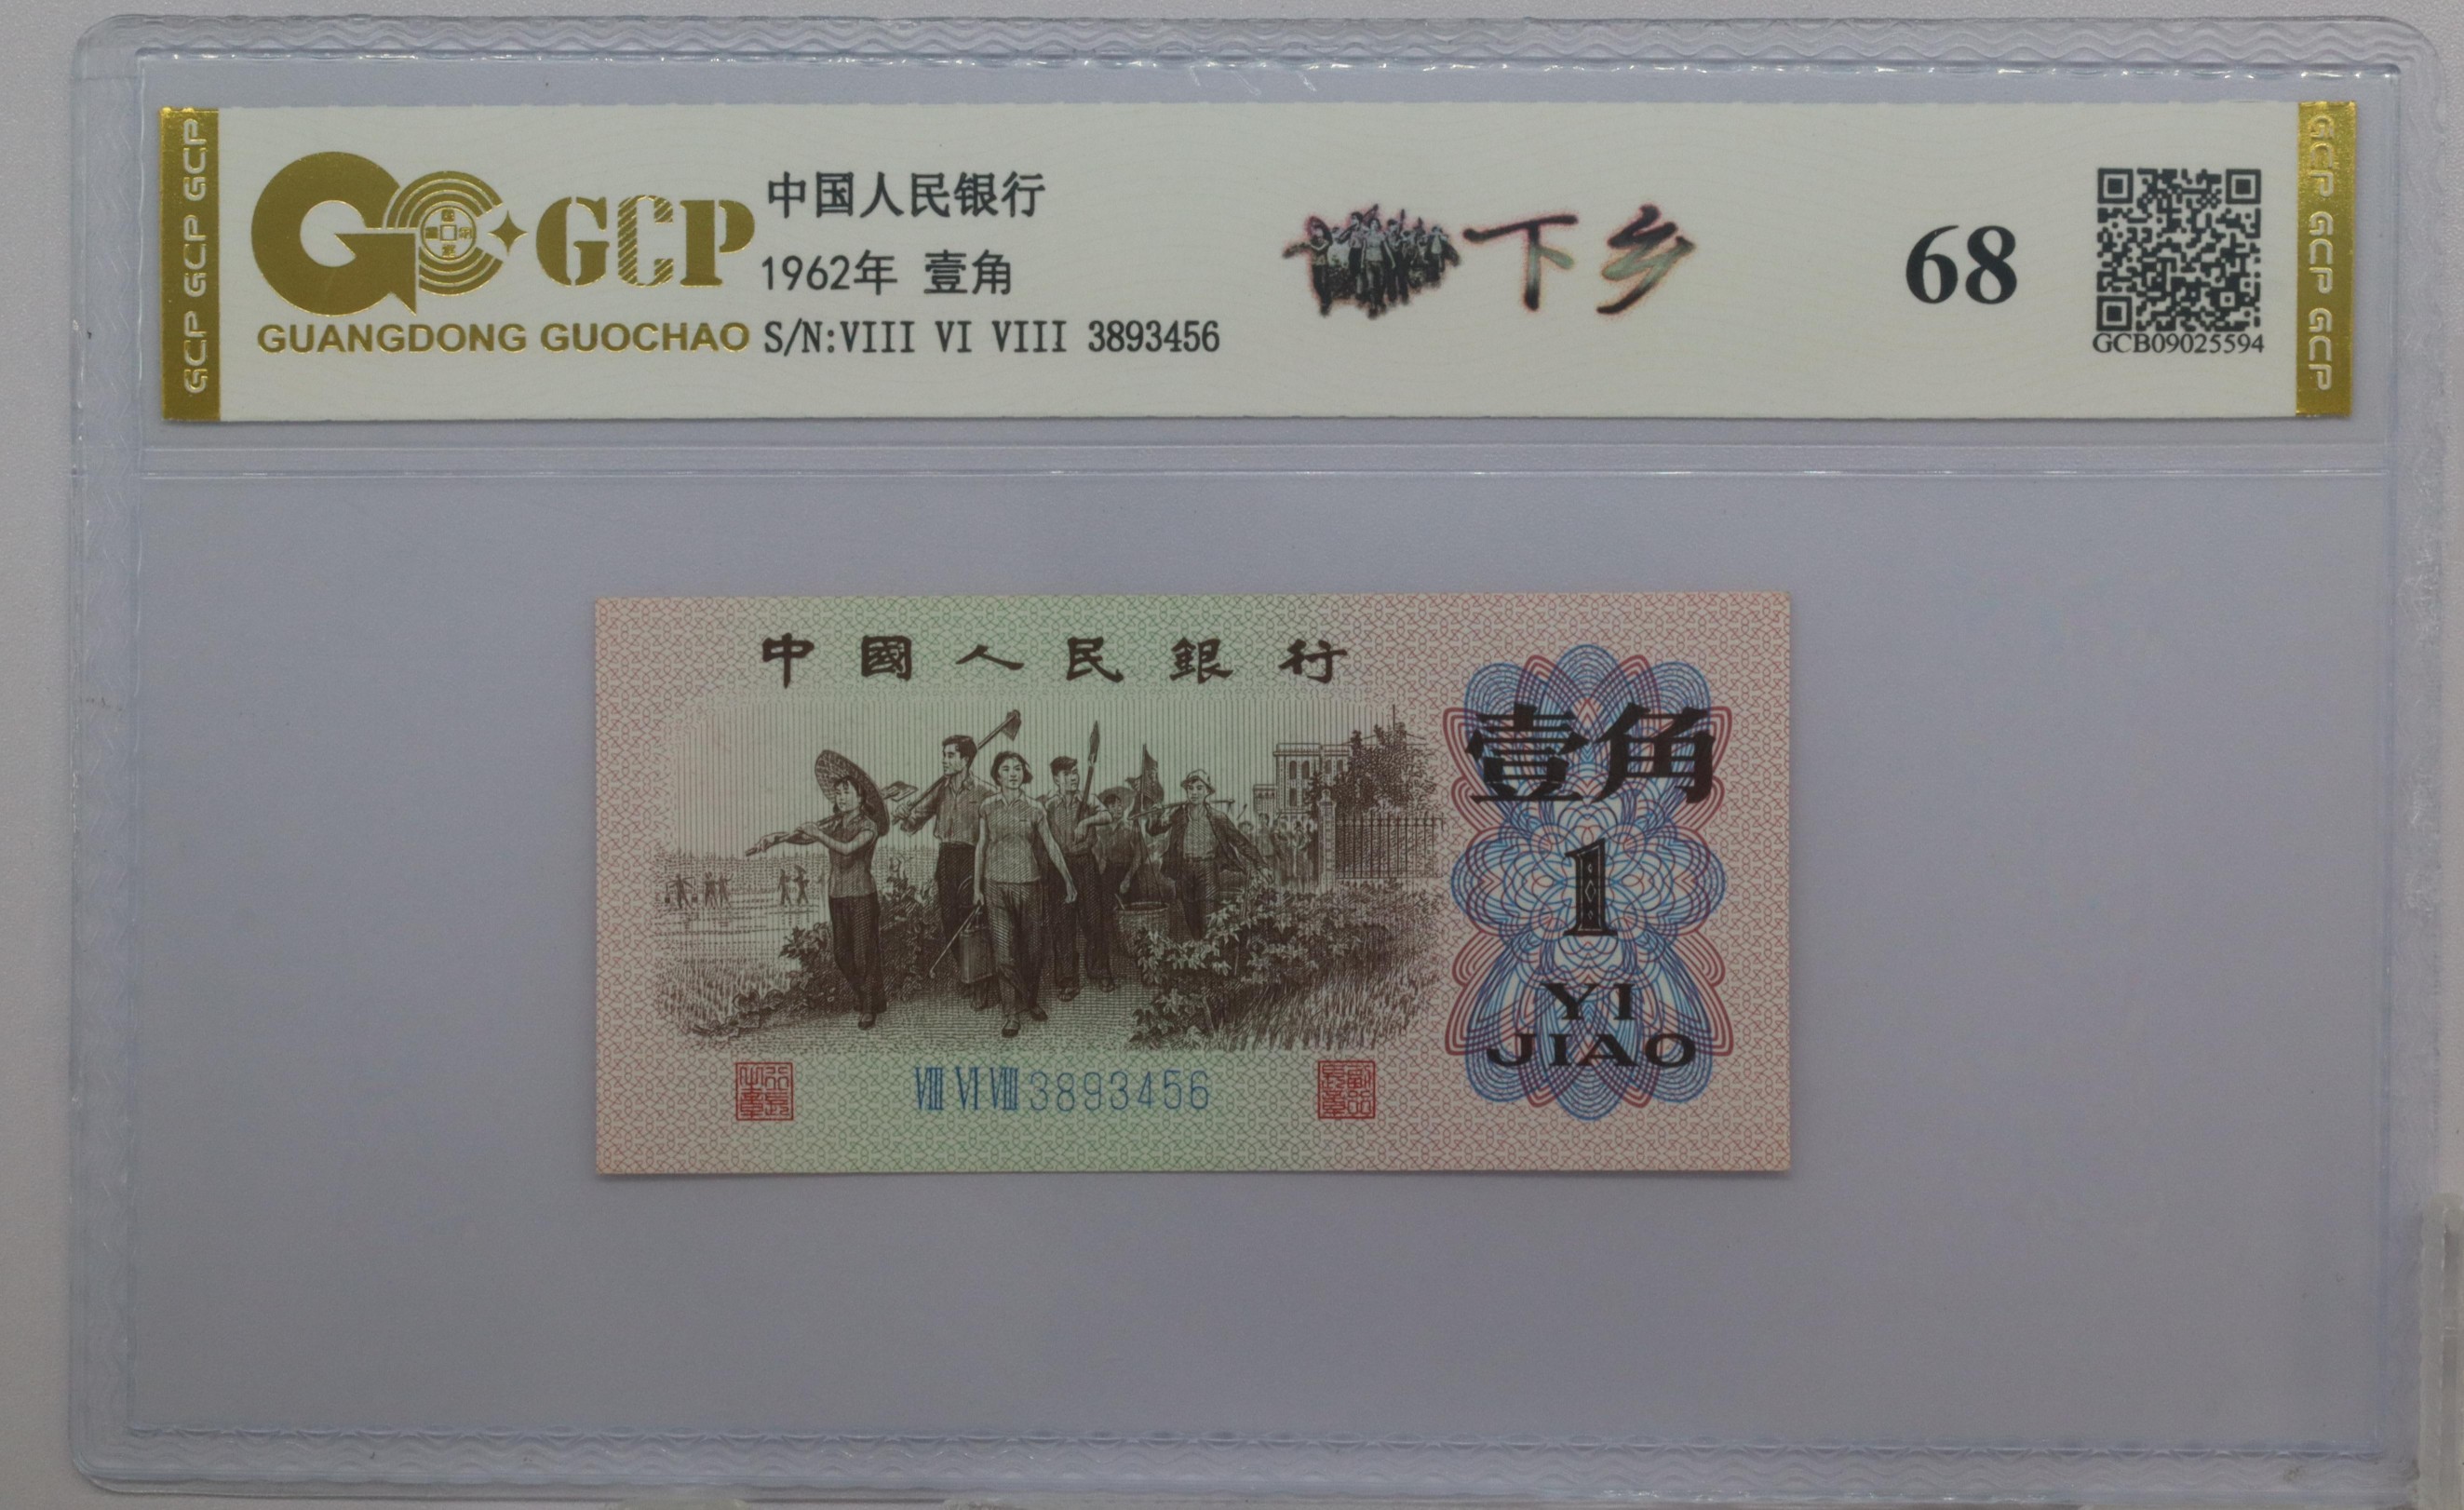 GCP GCP GCP
GCP
GUANGDONG GUOCHAO
中国人民银行
1962年 壹角
S/N:VIII VI VIII 3893456
下乡
68
GCB09025594
GCP GCP GCP
中國人民銀行
壹角
1
YI
JIAO
VIII VI VIII 3893456